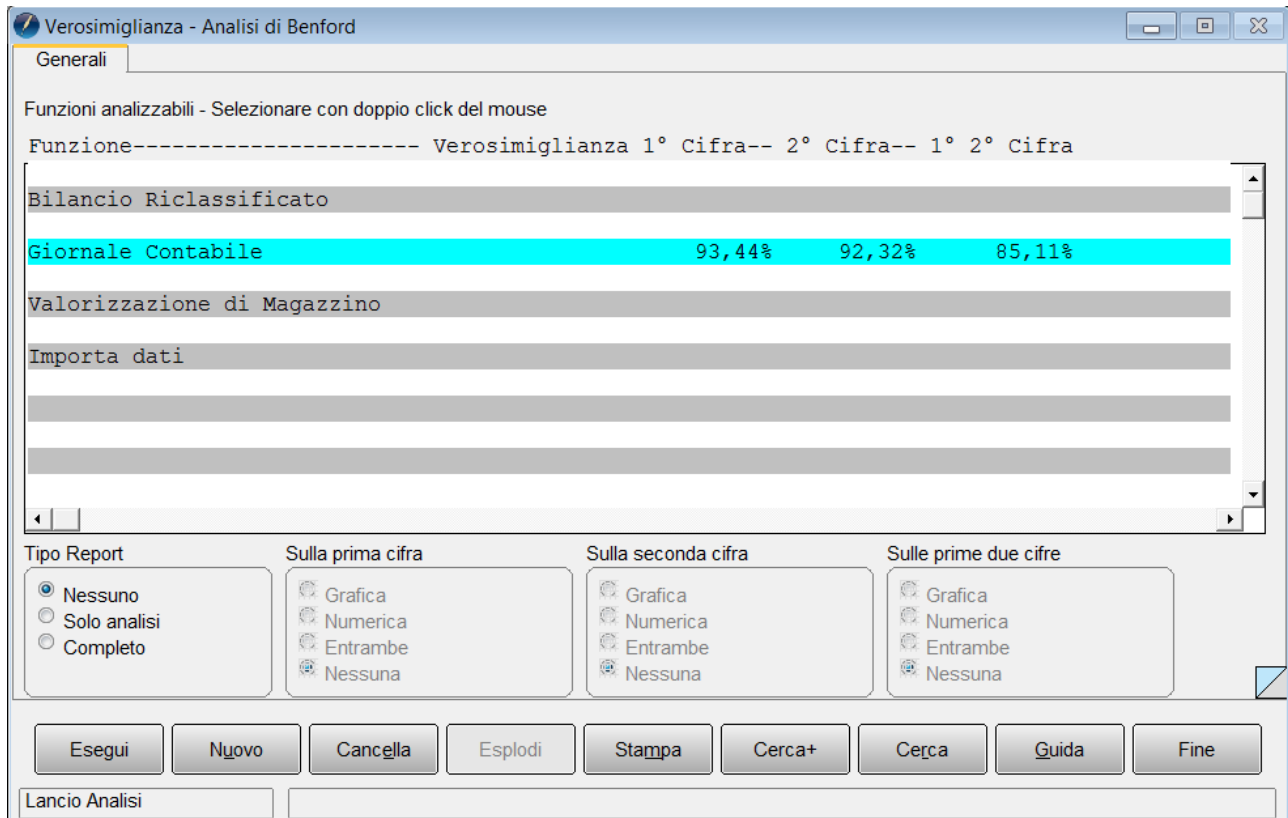 Verosimiglianza - Analisi di Benford
Generali
Funzioni analizzabili - Selezionare con doppio click del mouse
Funzione---------------------- Verosimiglianza 1° Cifra-- 2° Cifra-- 1° 2° Cifra
Bilancio Riclassificato
Giornale Contabile 93,44% 92,32% 85,11%
Valorizzazione di Magazzino
Importa dati
Tipo Report Sulla prima cifra Sulla seconda cifra Sulle prime due cifre
Nessuno Grafica Grafica Grafica
Solo analisi Numerica Numerica Numerica
Completo Entrambe Entrambe Entrambe
Nessuna Nessuna Nessuna
Esegui Nuovo Cancella Esplodi Stampa Cerca+ Cerca Guida Fine
Lancio Analisi